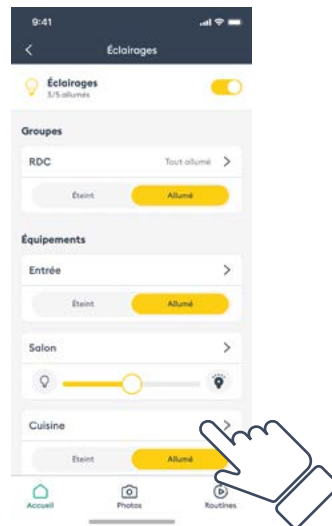 9:41
Éclairages
Éclairages
3/5 allumés
Groupes
RDC Tout allumé
Éteint Allumé
Équipements
Entrée
Éteint Allumé
Salon
Cuisine
Éteint Allumé
Accueil Photos Routines